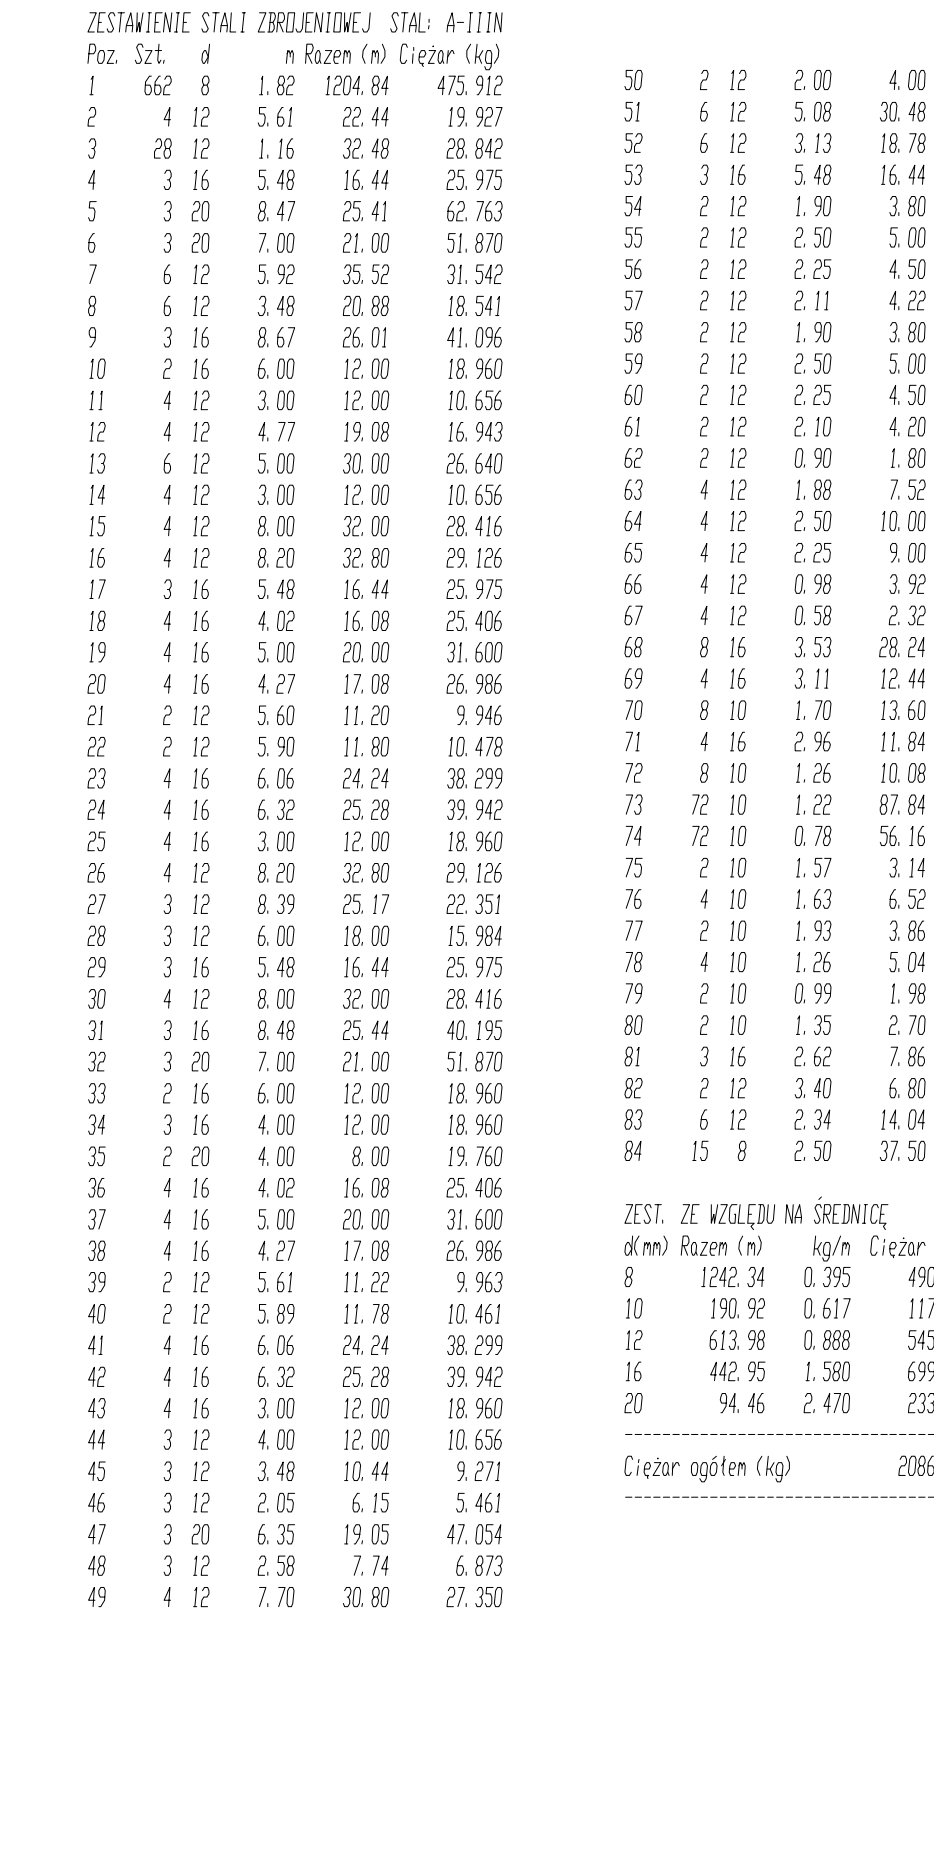 ZESTAWIENIE STALI ZBROJENIOWEJ STAL: A-IIIN
Poz. Szt. d m Razem (m) Ciężar (kg)
1 662 8 1.82 1204.84 475.912
2 4 12 5.61 22.44 19.927
3 28 12 1.16 32.48 28.842
4 3 16 5.48 16.44 25.975
5 3 20 8.47 25.41 62.763
6 3 20 7.00 21.00 51.870
7 6 12 5.92 35.52 31.542
8 6 12 3.48 20.88 18.541
9 3 16 8.67 26.01 41.096
10 2 16 6.00 12.00 18.960
11 4 12 3.00 12.00 10.656
12 4 12 4.77 19.08 16.943
13 6 12 5.00 30.00 26.640
14 4 12 3.00 12.00 10.656
15 4 12 8.00 32.00 28.416
16 4 12 8.20 32.80 29.126
17 3 16 5.48 16.44 25.975
18 4 16 4.02 16.08 25.406
19 4 16 5.00 20.00 31.600
20 4 16 4.27 17.08 26.986
21 2 12 5.60 11.20 9.946
22 2 12 5.90 11.80 10.478
23 4 16 6.06 24.24 38.299
24 4 16 6.32 25.28 39.942
25 4 16 3.00 12.00 18.960
26 4 12 8.20 32.80 29.126
27 3 12 8.39 25.17 22.351
28 3 12 6.00 18.00 15.984
29 3 16 5.48 16.44 25.975
30 4 12 8.00 32.00 28.416
31 3 16 8.48 25.44 40.195
32 3 20 7.00 21.00 51.870
33 2 16 6.00 12.00 18.960
34 3 16 4.00 12.00 18.960
35 2 20 4.00 8.00 19.760
36 4 16 4.02 16.08 25.406
37 4 16 5.00 20.00 31.600
38 4 16 4.27 17.08 26.986
39 2 12 5.61 11.22 9.963
40 2 12 5.89 11.78 10.461
41 4 16 6.06 24.24 38.299
42 4 16 6.32 25.28 39.942
43 4 16 3.00 12.00 18.960
44 3 12 4.00 12.00 10.656
45 3 12 3.48 10.44 9.271
46 3 12 2.05 6.15 5.461
47 3 20 6.35 19.05 47.054
48 3 12 2.58 7.74 6.873
49 4 12 7.70 30.80 27.350
50 2 12 2.00 4.00
51 6 12 5.08 30.48
52 6 12 3.13 18.78
53 3 16 5.48 16.44
54 2 12 1.90 3.80
55 2 12 2.50 5.00
56 2 12 2.25 4.50
57 2 12 2.11 4.22
58 2 12 1.90 3.80
59 2 12 2.50 5.00
60 2 12 2.25 4.50
61 2 12 2.10 4.20
62 2 12 0.90 1.80
63 4 12 1.88 7.52
64 4 12 2.50 10.00
65 4 12 2.25 9.00
66 4 12 0.98 3.92
67 4 12 0.58 2.32
68 8 16 3.53 28.24
69 4 16 3.11 12.44
70 8 10 1.70 13.60
71 4 16 2.96 11.84
72 8 10 1.26 10.08
73 72 10 1.22 87.84
74 72 10 0.78 56.16
75 2 10 1.57 3.14
76 4 10 1.63 6.52
77 2 10 1.93 3.86
78 4 10 1.26 5.04
79 2 10 0.99 1.98
80 2 10 1.35 2.70
81 3 16 2.62 7.86
82 2 12 3.40 6.80
83 6 12 2.34 14.04
84 15 8 2.50 37.50
ZEST. ZE WZGLĘDU NA ŚREDNICĘ
d(mm) Razem (m) kg/m Ciężar
8 1242.34 0.395 490
10 190.92 0.617 117
12 613.98 0.888 545
16 442.95 1.580 699
20 94.46 2.470 233
---------------------------------
Ciężar ogółem (kg) 2086
---------------------------------